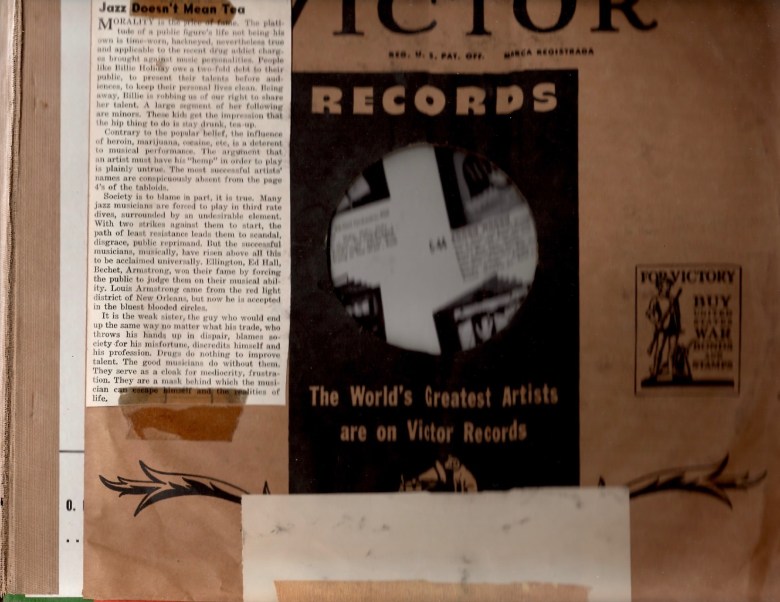 Jazz Doesn't Mean Tea
MORALITY is the price of fame. The plati-
tude of a public figure's life not being his
own is time-worn, hackneyed, nevertheless true
and applicable to the recent drug addict charg-
es brought against music personalities. People
like Billie Holiday owe a two-fold debt to their
public, to present their talents before aud-
iences, to keep their personal lives clean. Being
away, Billie is robbing us of our right to share
her talent. A large segment of her following
are minors. These kids get the impression that
the hip thing to do is stay drunk, tea-up.
Contrary to the popular belief, the influence
of heroin, marijuana, cocaine, etc, is a deterent
to musical performance. The argument that
an artist must have his "hemp" in order to play
is plainly untrue. The most successful artists'
names are conspicuously absent from the page
4's of the tabloids.
Society is to blame in part, it is true. Many
jazz musicians are forced to play in third rate
dives, surrounded by an undesirable element.
With two strikes against them to start, the
path of least resistance leads them to scandal,
disgrace, public reprimand. But the successful
musicians, musically, have risen above all this
to be acclaimed universally. Ellington, Ed Hall,
Bechet, Armstrong, won their fame by forcing
the public to judge them on their musical abil-
ity. Louis Armstrong came from the red light
district of New Orleans, but now he is accepted
in the bluest blooded circles.
It is the weak sister, the guy who would end
up the same way no matter what his trade, who
throws his hands up in dispair, blames so-
ciety for his misfortune, discredits himself and
his profession. Drugs do nothing to improve
talent. The good musicians do without them.
They serve as a cloak for mediocrity, frustra-
tion. They are a mask behind which the musi-
cian can escape himself and the realities of
life.
VICTOR
REG. U. S. PAT. OFF. MARCA REGISTRADA
RECORDS
6-44
The World's Greatest Artists
are on Victor Records
FOR VICTORY
BUY
UNITED
STATES
WAR
BONDS
AND
STAMPS
O.